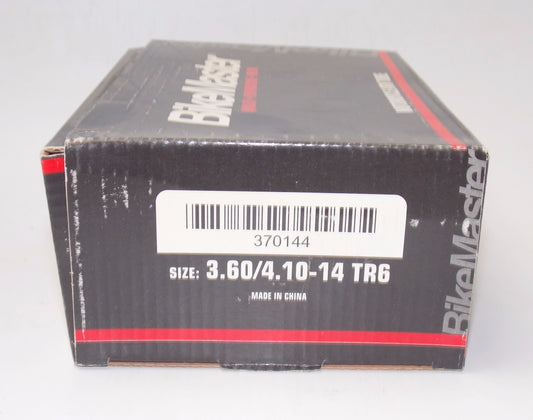 BikeMaster
370144
SIZE: 3.60/4.10-14 TR6
MADE IN CHINA
BikeMaster